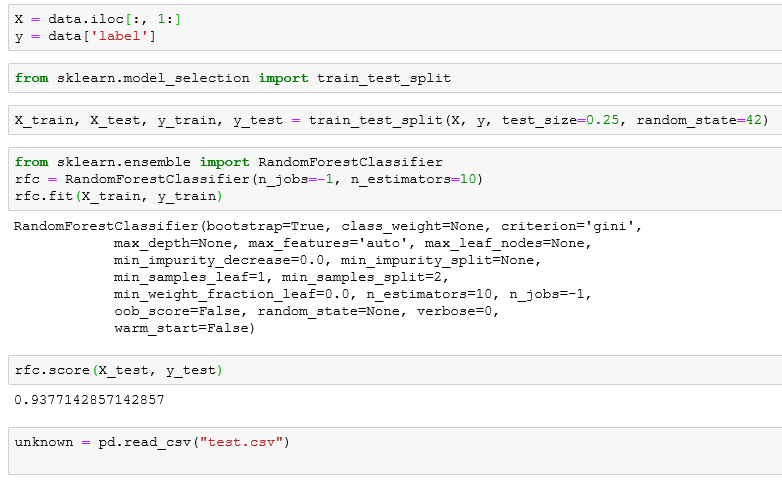 X = data.iloc[:, 1:]
y = data['label']
from sklearn.model_selection import train_test_split
X_train, X_test, y_train, y_test = train_test_split(X, y, test_size=0.25, random_state=42)
from sklearn.ensemble import RandomForestClassifier
rfc = RandomForestClassifier(n_jobs=-1, n_estimators=10)
rfc.fit(X_train, y_train)
RandomForestClassifier(bootstrap=True, class_weight=None, criterion='gini',
            max_depth=None, max_features='auto', max_leaf_nodes=None,
            min_impurity_decrease=0.0, min_impurity_split=None,
            min_samples_leaf=1, min_samples_split=2,
            min_weight_fraction_leaf=0.0, n_estimators=10, n_jobs=-1,
            oob_score=False, random_state=None, verbose=0,
            warm_start=False)
rfc.score(X_test, y_test)
0.9377142857142857
unknown = pd.read_csv("test.csv")